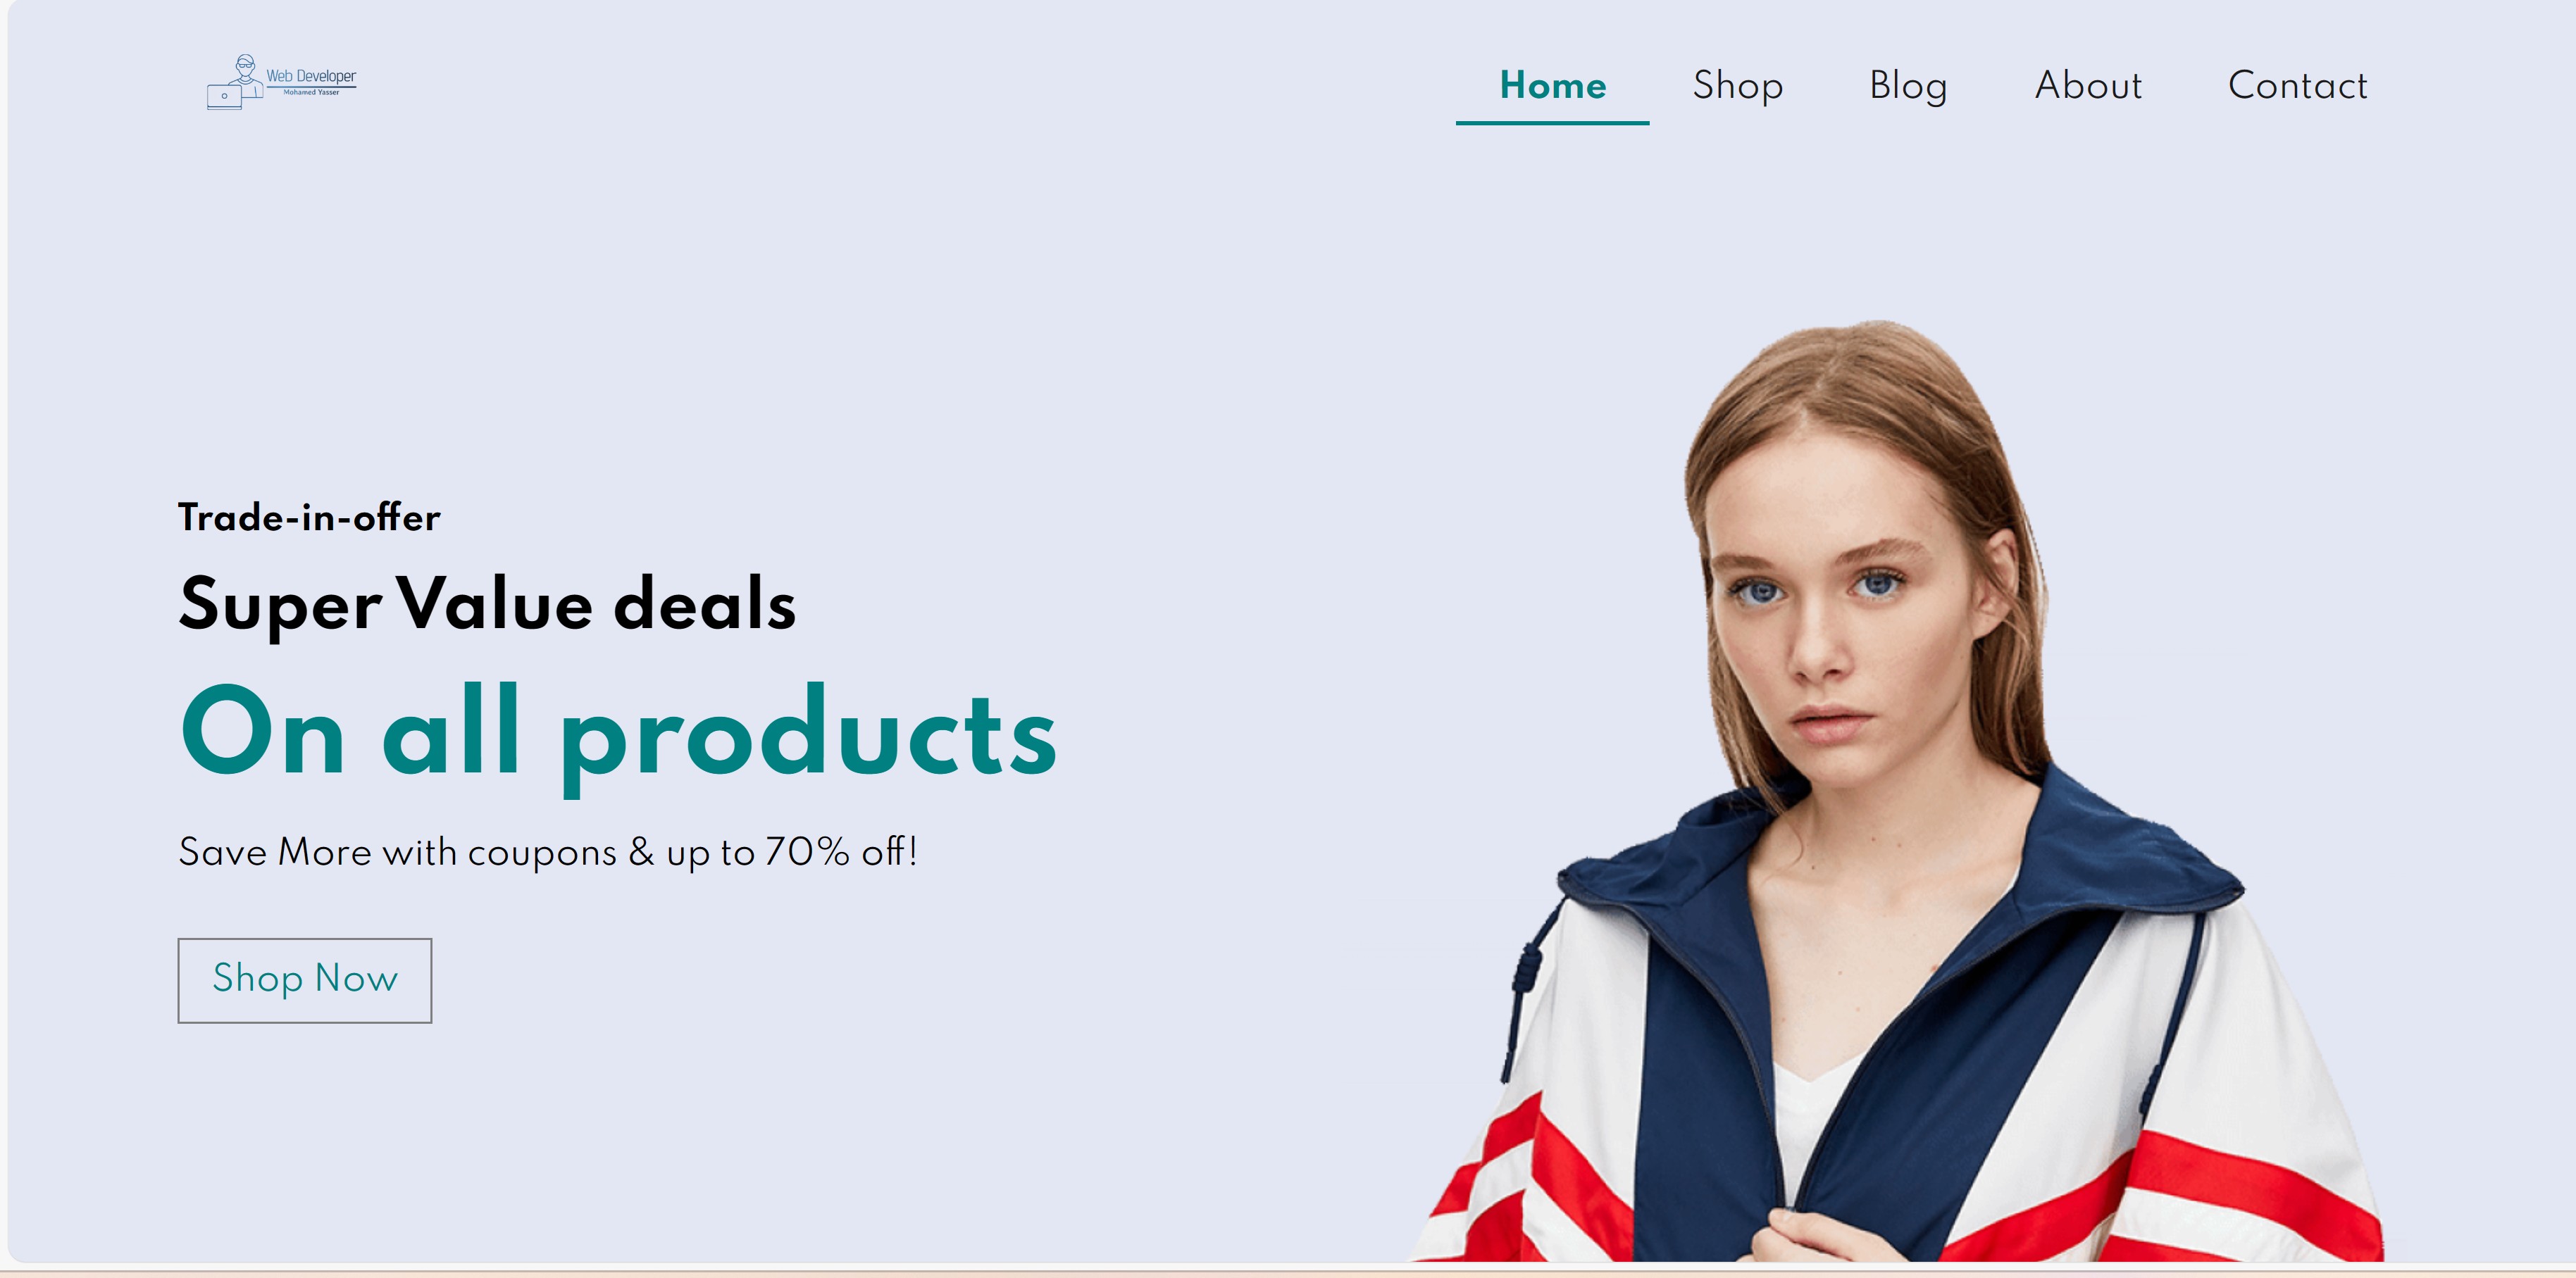 Web Developer
Mohamed Yasser
Home Shop Blog About Contact
Trade-in-offer
Super Value deals
On all products
Save More with coupons & up to 70% off!
Shop Now